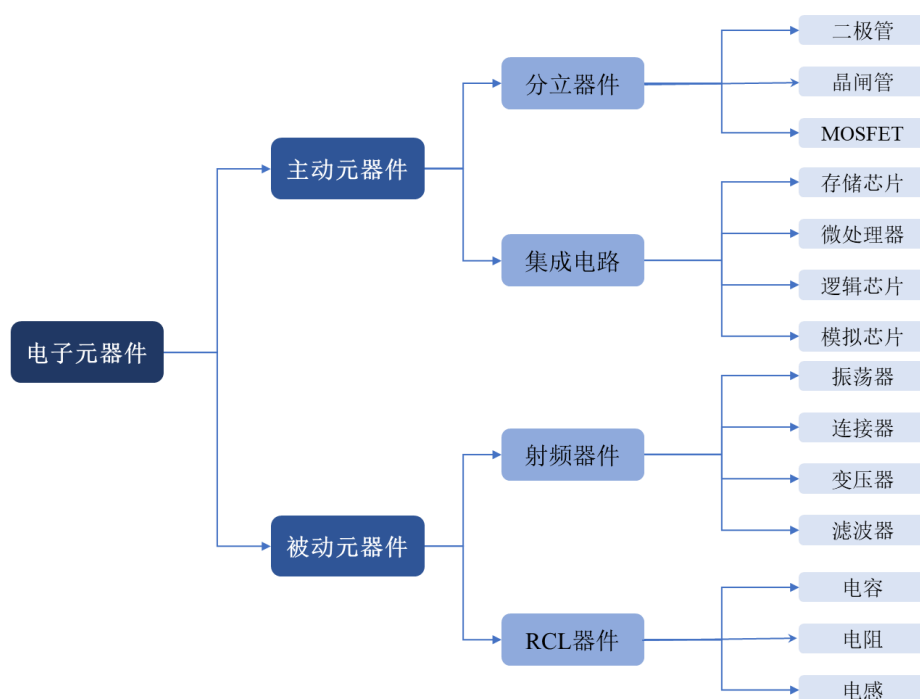 电子元器件
主动元器件
分立器件
二极管
晶闸管
MOSFET
集成电路
存储芯片
微处理器
逻辑芯片
模拟芯片
被动元器件
射频器件
振荡器
连接器
变压器
滤波器
RCL器件
电容
电阻
电感